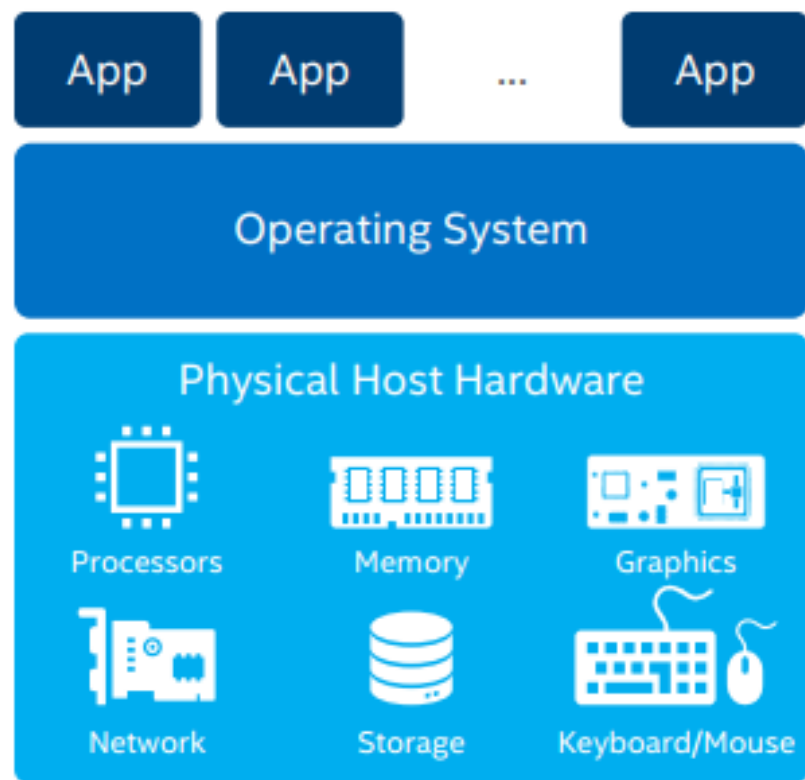 App App ... App
Operating System
Physical Host Hardware
Processors Memory Graphics
Network Storage Keyboard/Mouse